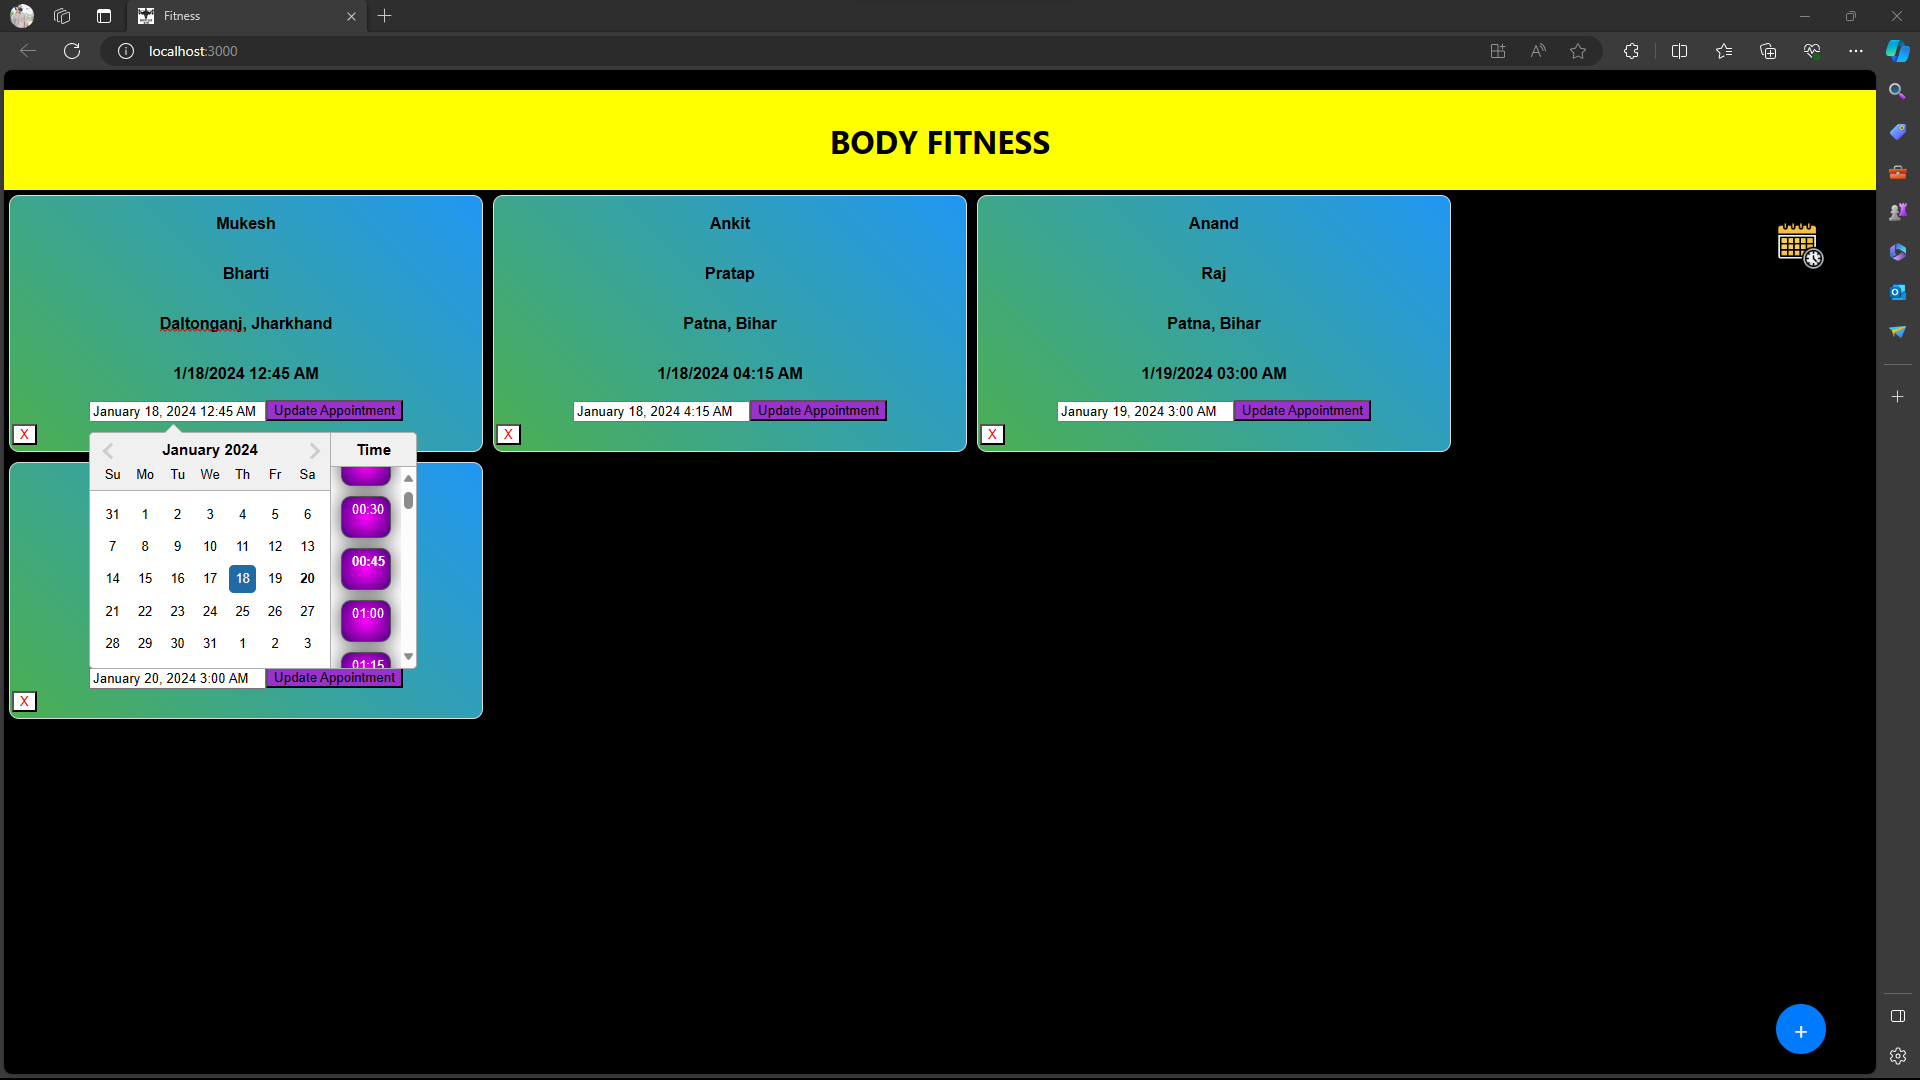 Fitness
localhost:3000
BODY FITNESS
Mukesh
Bharti
Daltonganj, Jharkhand
1/18/2024 12:45 AM
January 18, 2024 12:45 AM Update Appointment
X
Ankit
Pratap
Patna, Bihar
1/18/2024 04:15 AM
January 18, 2024 4:15 AM Update Appointment
X
Anand
Raj
Patna, Bihar
1/19/2024 03:00 AM
January 19, 2024 3:00 AM Update Appointment
X
January 2024 Time
Su Mo Tu We Th Fr Sa
31 1 2 3 4 5 6
7 8 9 10 11 12 13
14 15 16 17 18 19 20
21 22 23 24 25 26 27
28 29 30 31 1 2 3
00:30
00:45
01:00
01:15
January 20, 2024 3:00 AM Update Appointment
X
+